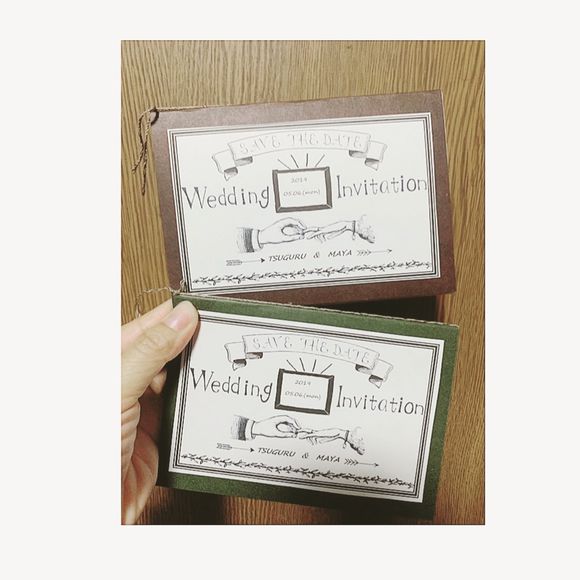 SAVE THE DATE
Wedding
2019
05.06.(mon)
Invitation
TSUGURU & MAYA
SAVE THE DATE
Wedding
2019
05.06.(mon)
Invitation
TSUGURU & MAYA